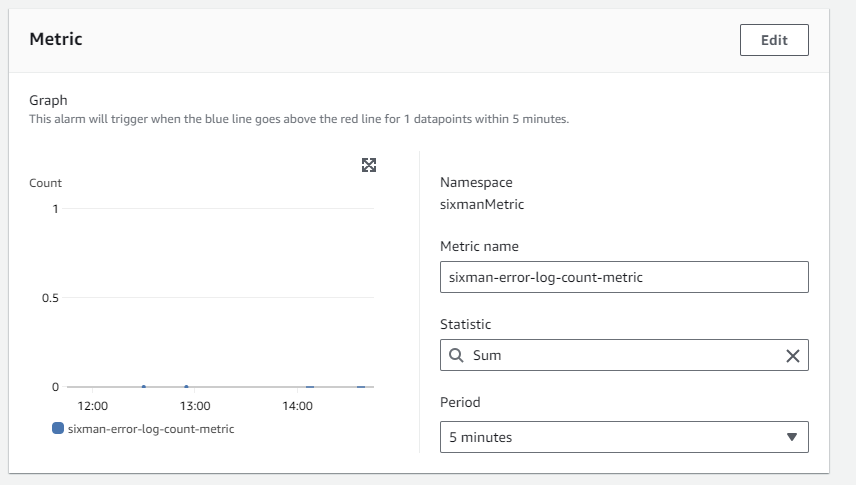 Metric
Edit
Graph
This alarm will trigger when the blue line goes above the red line for 1 datapoints within 5 minutes.
Count
1
0.5
0
12:00
13:00
14:00
sixman-error-log-count-metric
Namespace
sixmanMetric
Metric name
sixman-error-log-count-metric
Statistic
Sum
Period
5 minutes